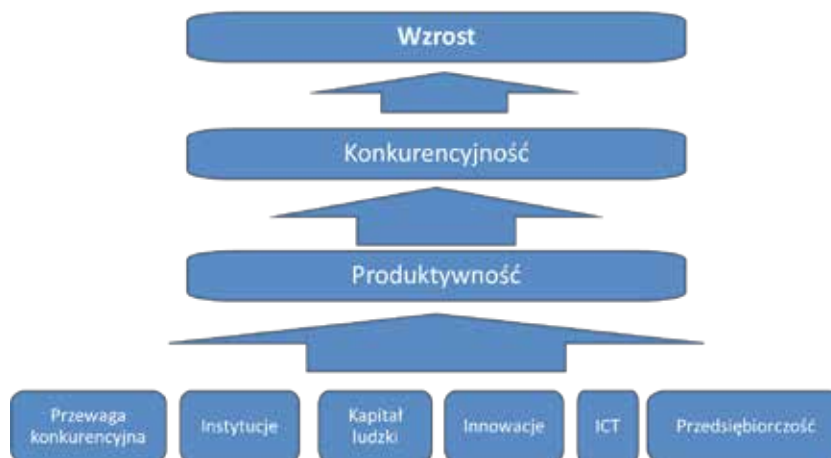 Wzrost
Konkurencyjność
Produktywność
Przewaga
konkurencyjna
Instytucje
Kapitał
ludzki
Innowacje
ICT
Przedsiębiorczość